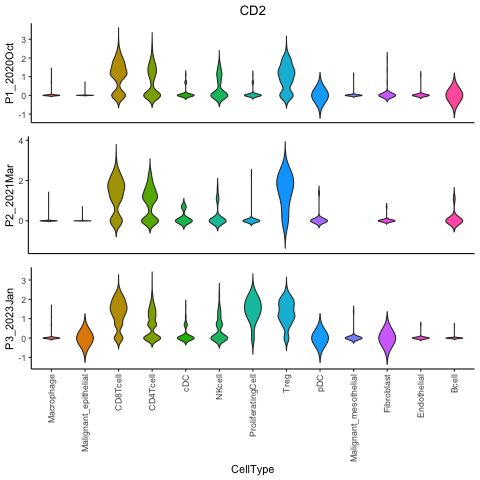 CD2
P1_2020Oct
3
2
1
0
-1
P2_2021Mar
4
2
0
P3_2023Jan
3
2
1
0
-1
Macrophage
Malignant_epithelial
CD8Tcell
CD4Tcell
cDC
NKcell
ProliferatingCell
Treg
pDC
Malignant_mesothelial
Fibroblast
Endothelial
Bcell
CellType